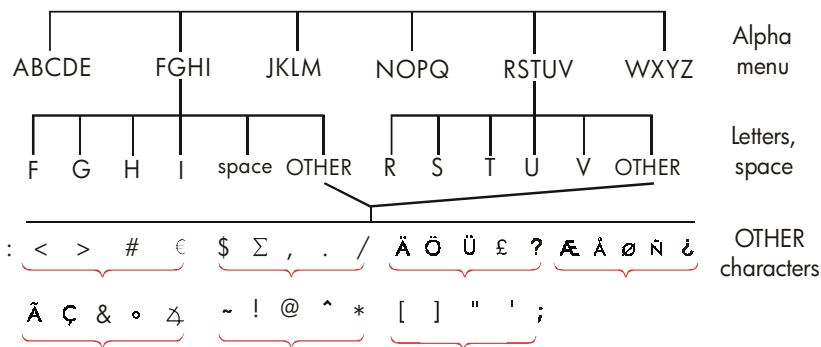 ABCDE FGHI JKLM NOPQ RSTUV WXYZ Alpha
menu
F G H I space OTHER R S T U V OTHER Letters,
space
: < > # € $ Σ , . / Ä Ö Ü £ ? Æ Å Ø Ñ ¿ OTHER
characters
Ã Ç & ° ∡ ~ ! @ ^ * [ ] " ' ;